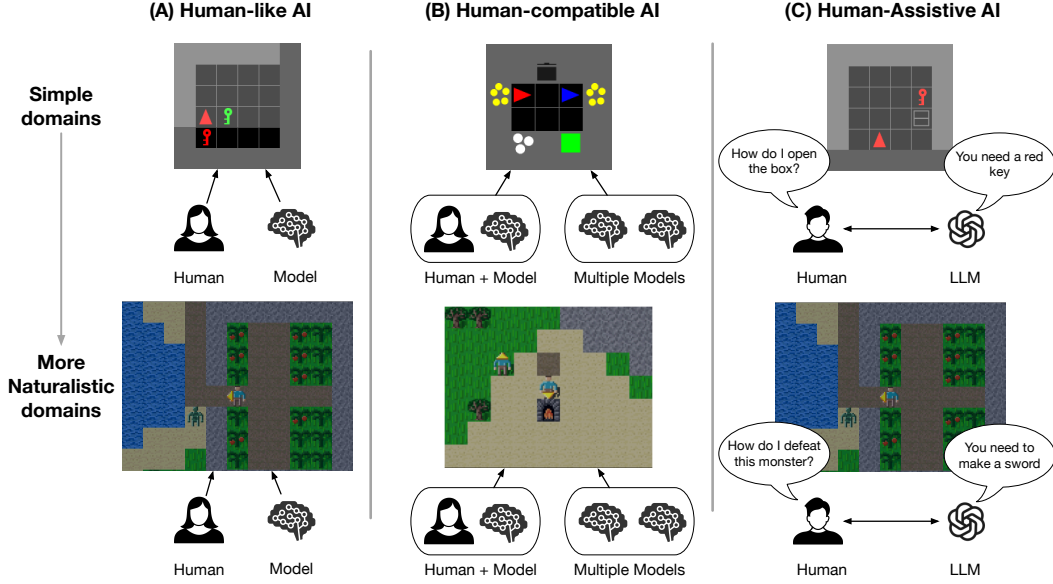 (A) Human-like AI
(B) Human-compatible AI
(C) Human-Assistive AI
Simple
domains
How do I open
the box?
You need a red
key
Human
Model
Human + Model
Multiple Models
Human
LLM
More
Naturalistic
domains
How do I defeat
this monster?
You need to
make a sword
Human
Model
Human + Model
Multiple Models
Human
LLM